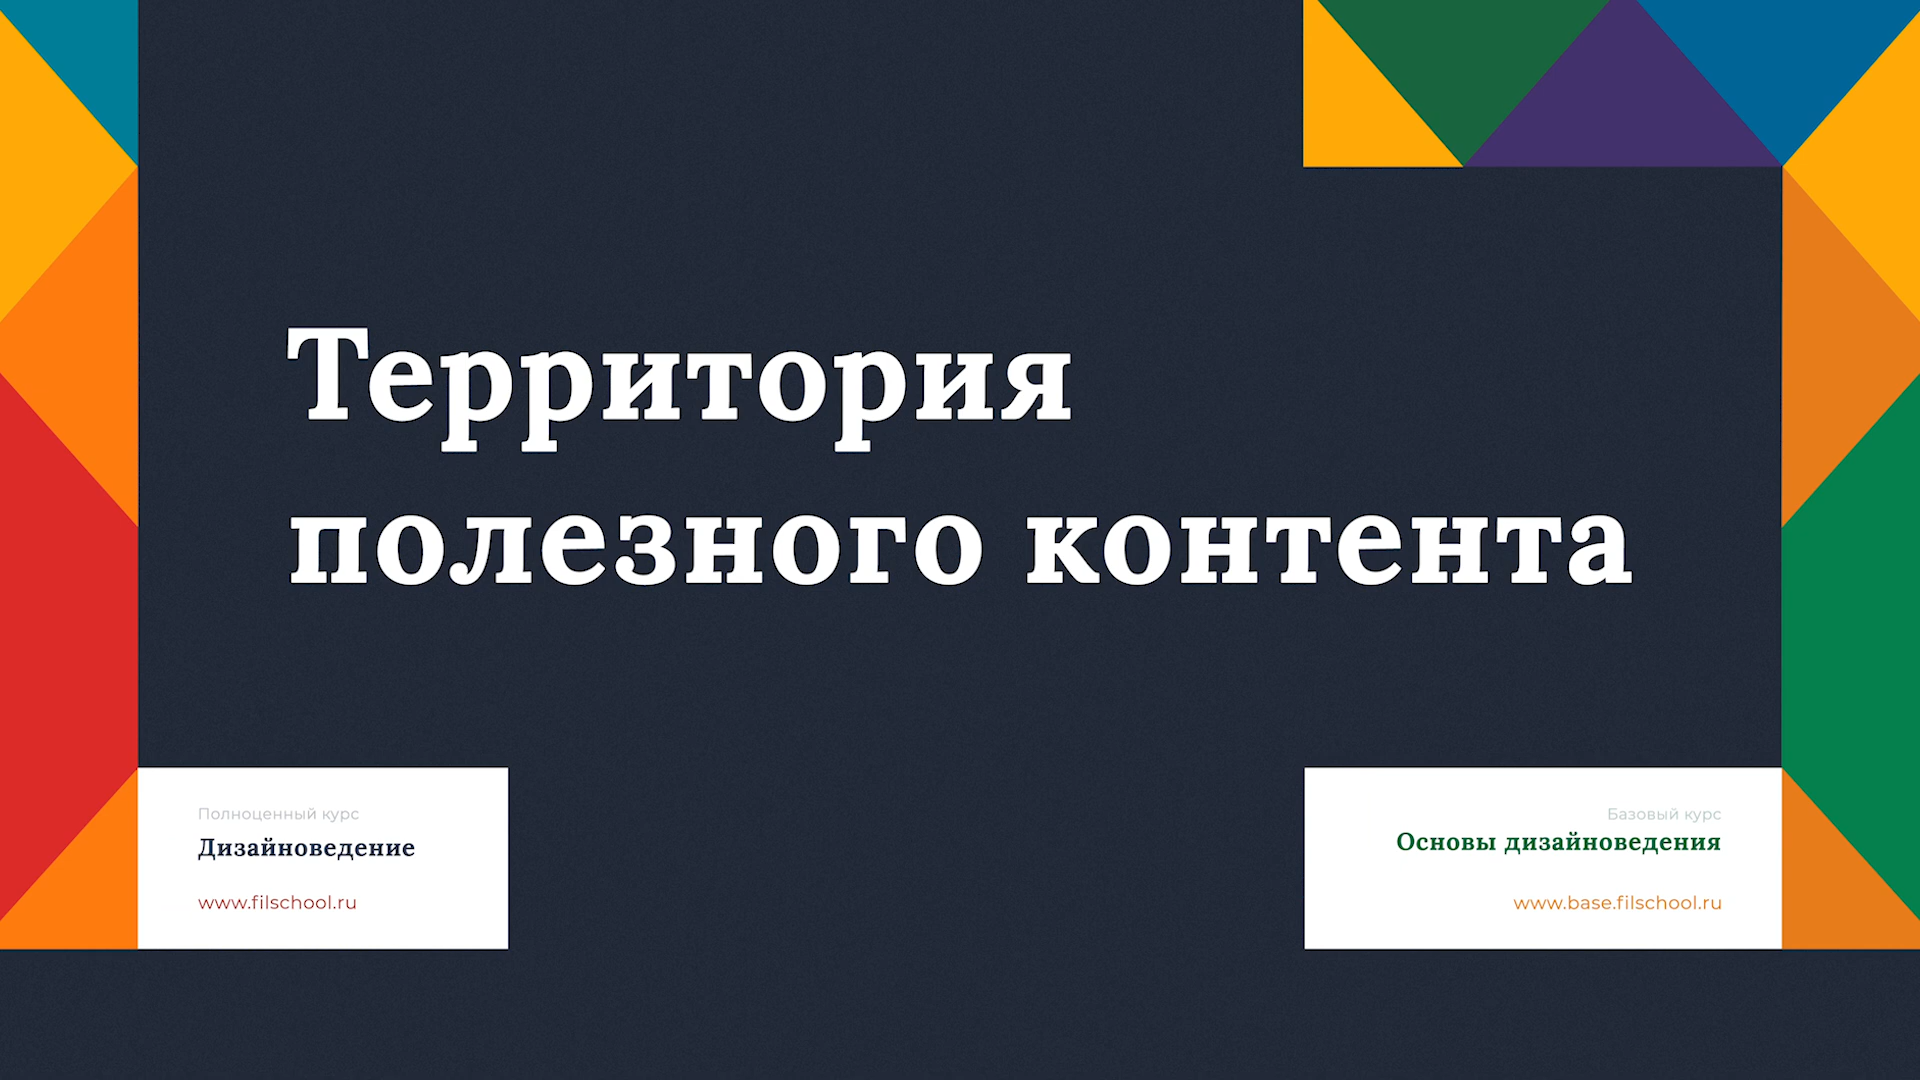 Территория
полезного контента
Полноценный курс
Дизайноведение
www.filschool.ru
Базовый курс
Основы дизайноведения
www.base.filschool.ru